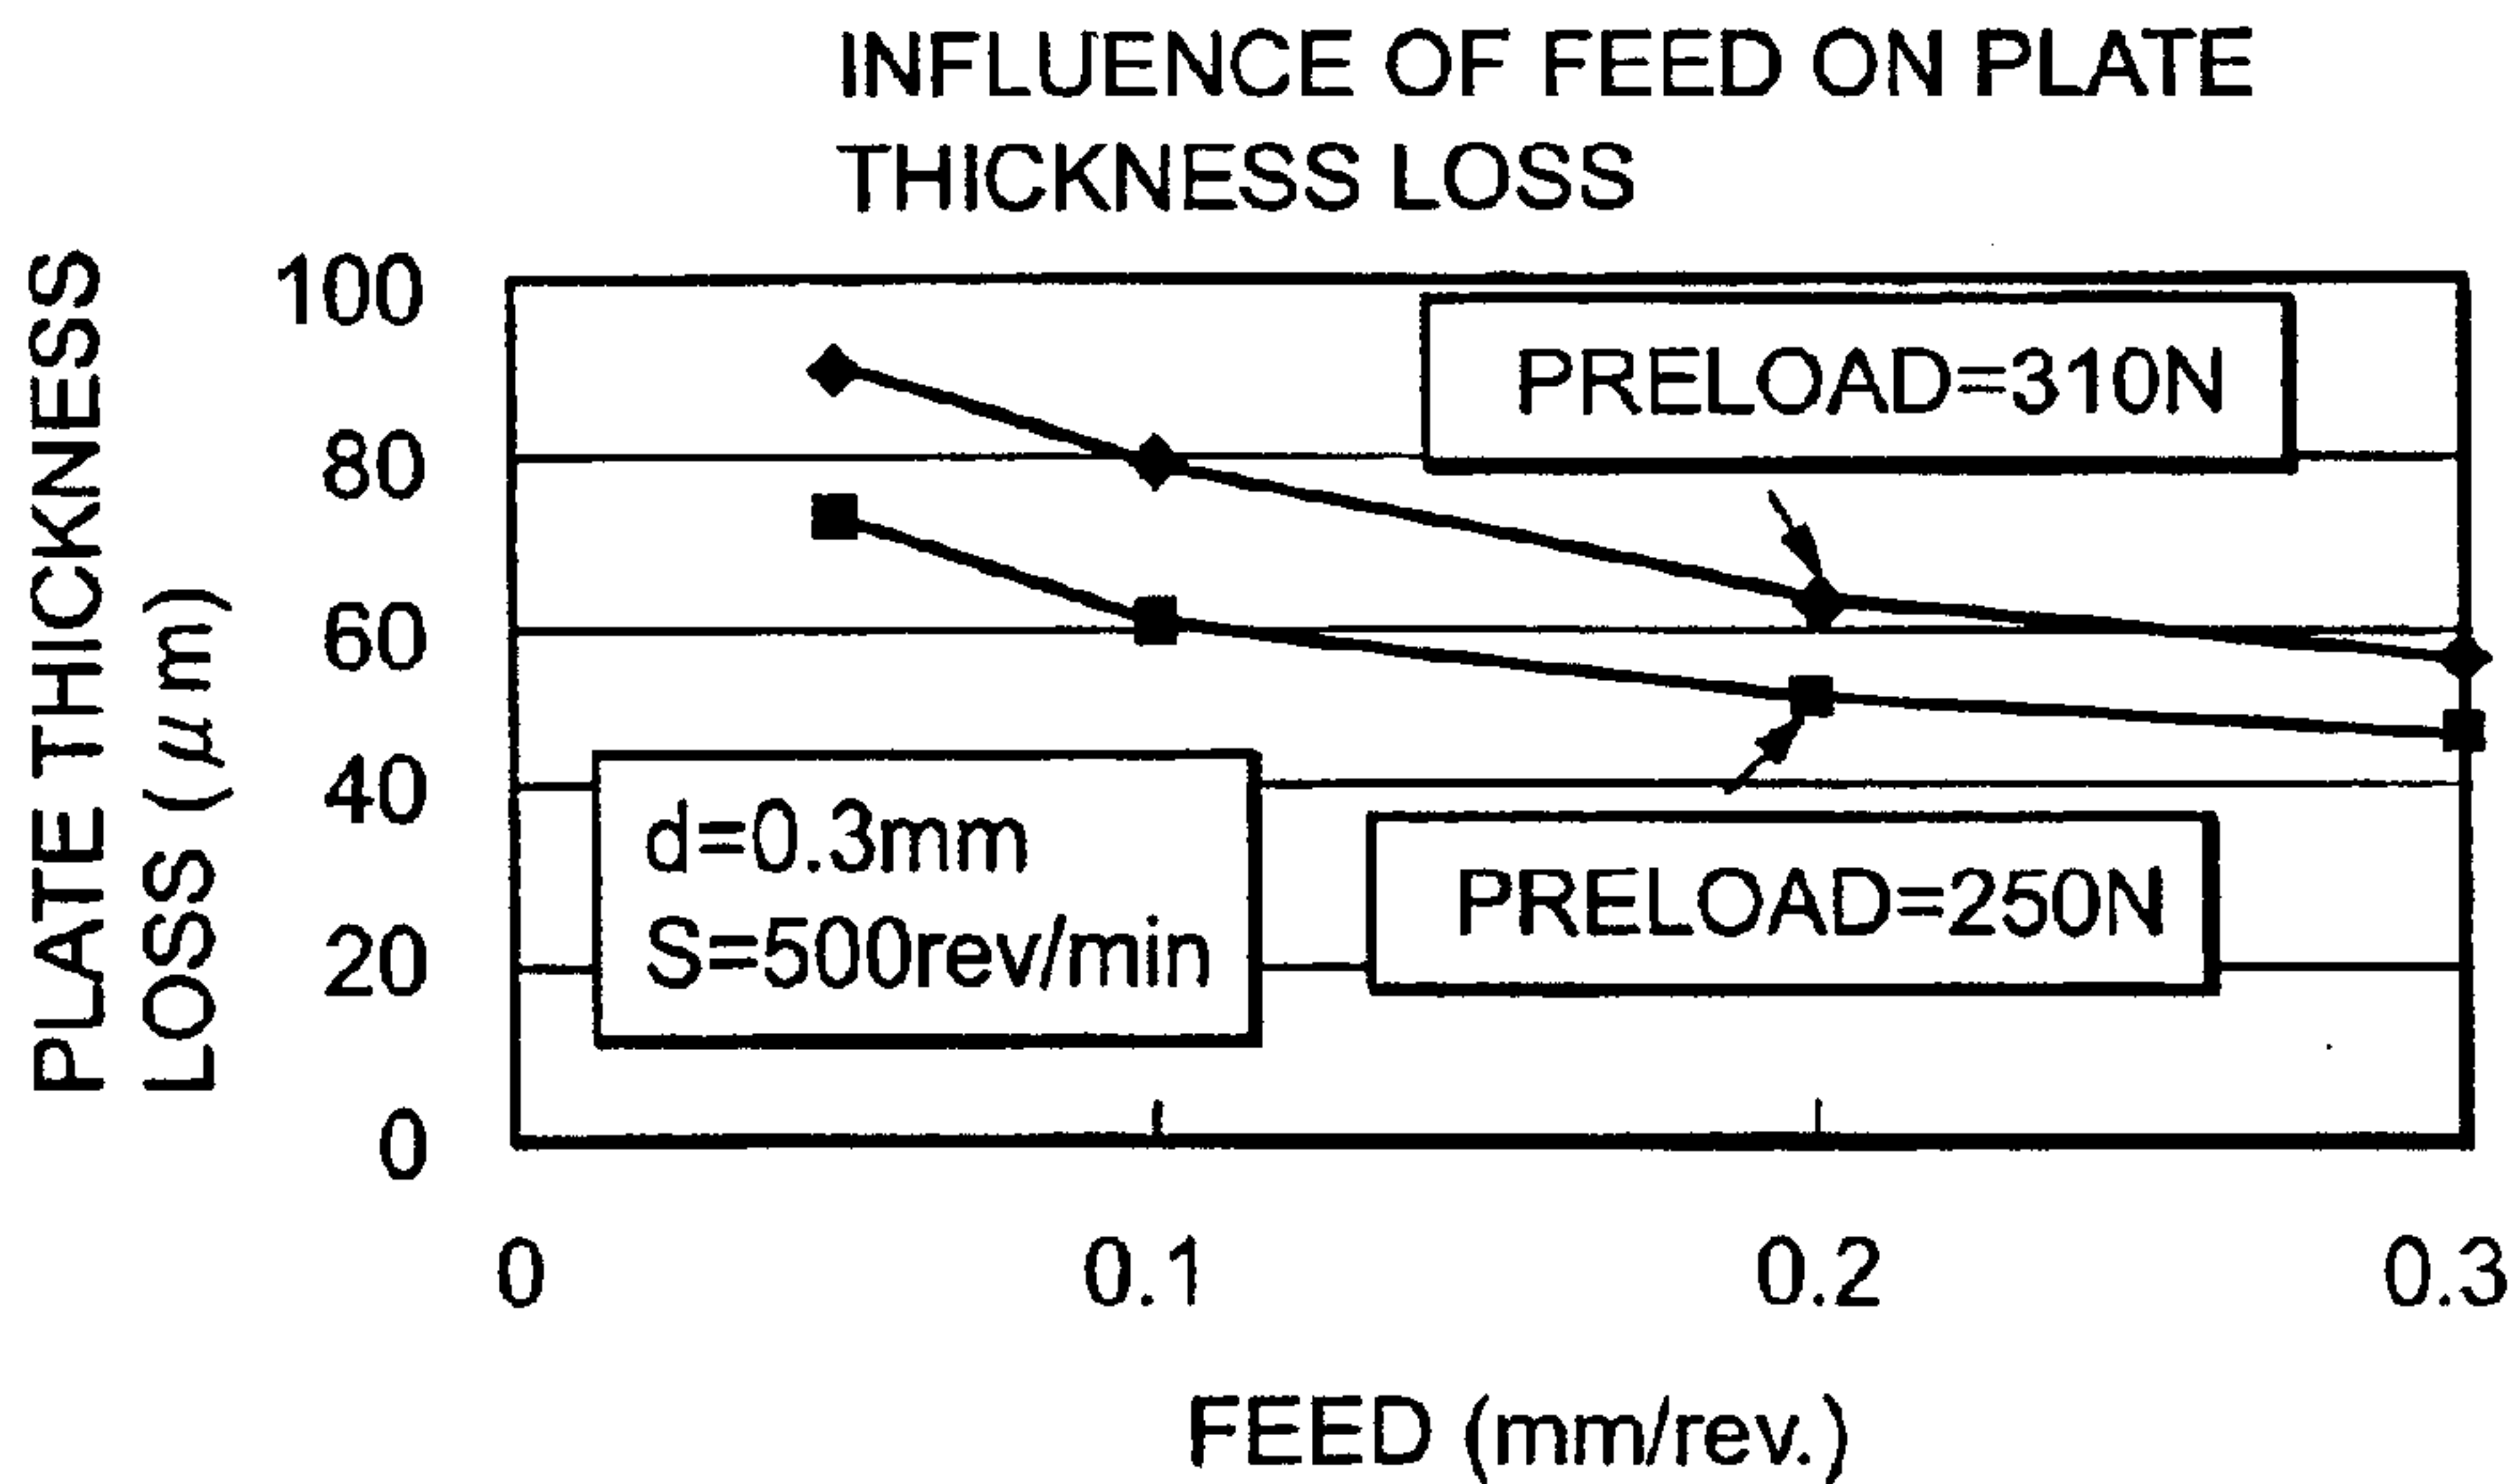 INFLUENCE OF FEED ON PLATE
THICKNESS LOSS
PLATE THICKNESS
LOSS (μm)
100
80
60
40
20
0
PRELOAD=310N
d=0.3mm
S=500rev/min
PRELOAD=250N
0
0.1
0.2
0.3
FEED (mm/rev.)